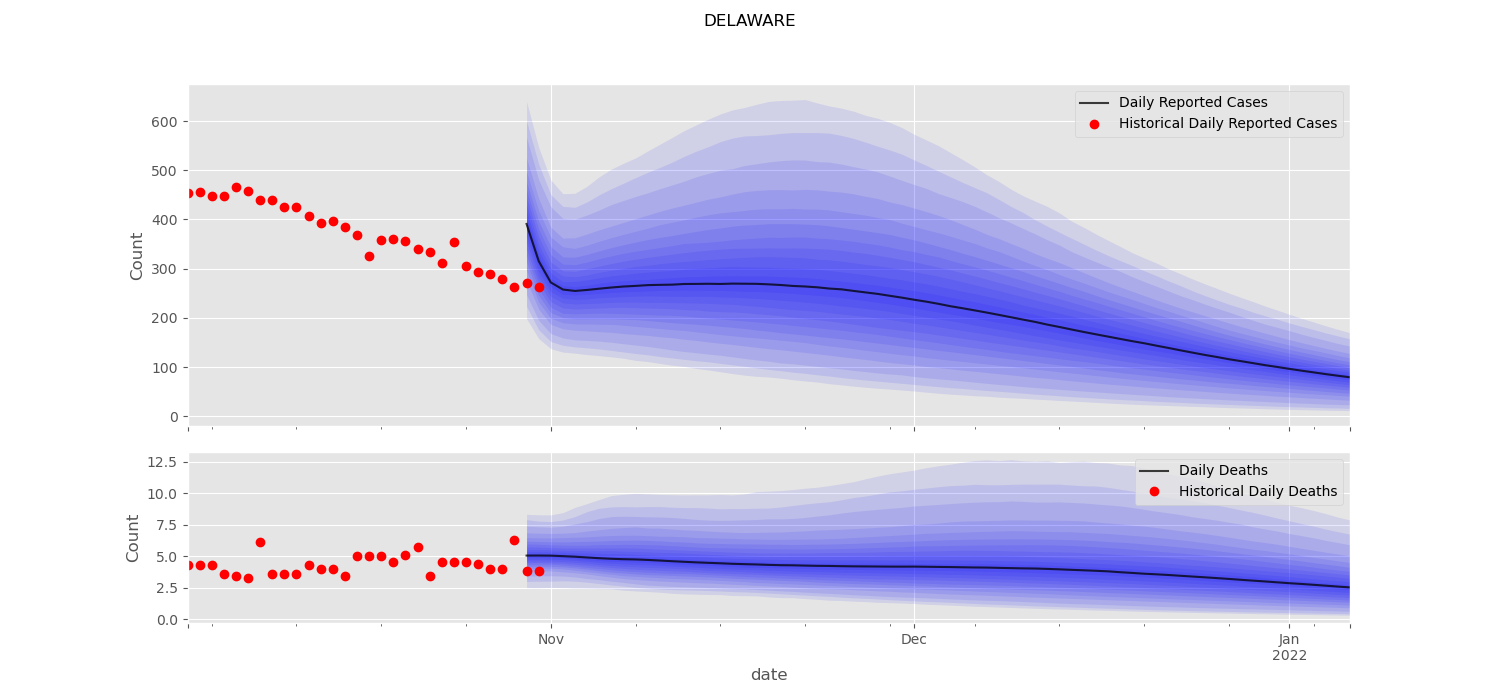 DELAWARE
Count
600
500
400
300
200
100
0
Daily Reported Cases
Historical Daily Reported Cases
Count
12.5
10.0
7.5
5.0
2.5
0.0
Daily Deaths
Historical Daily Deaths
Nov
Dec
Jan
2022
date